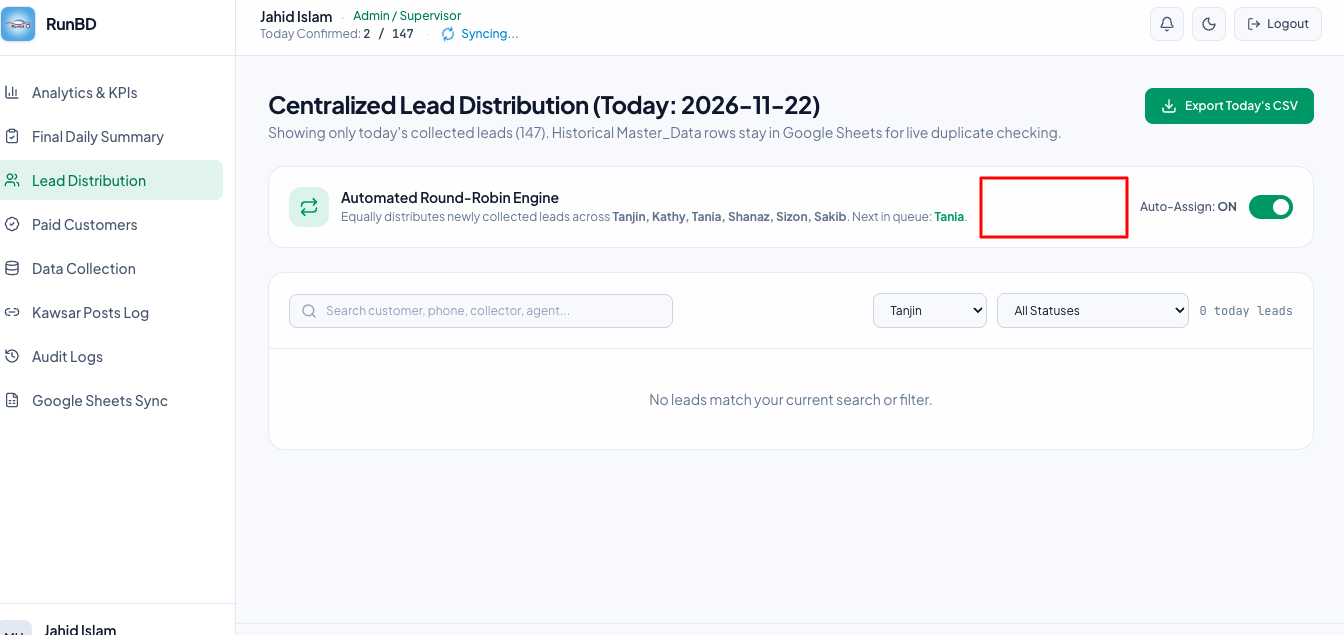 RunBD
Jahid Islam · Admin / Supervisor
Today Confirmed: 2 / 147 · Syncing...
Logout
Analytics & KPIs
Final Daily Summary
Lead Distribution
Paid Customers
Data Collection
Kawsar Posts Log
Audit Logs
Google Sheets Sync
Jahid Islam
Centralized Lead Distribution (Today: 2026-11-22)
Showing only today's collected leads (147). Historical Master_Data rows stay in Google Sheets for live duplicate checking.
Export Today's CSV
Automated Round-Robin Engine
Equally distributes newly collected leads across Tanjin, Kathy, Tania, Shanaz, Sizon, Sakib. Next in queue: Tania.
Auto-Assign: ON
Search customer, phone, collector, agent...
Tanjin
All Statuses
0 today leads
No leads match your current search or filter.